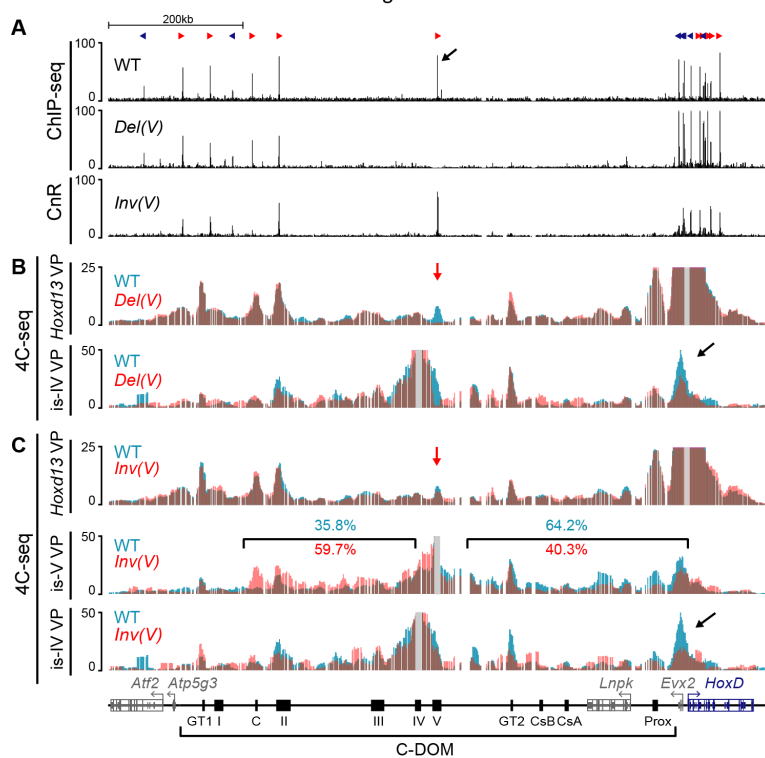 A
200kb
ChIP-seq
100
WT
0
100
Del(V)
0
CnR
100
Inv(V)
0
B
4C-seq
Hoxd13 VP
25
WT
Del(V)
0
is-IV VP
50
WT
Del(V)
0
C
4C-seq
Hoxd13 VP
25
WT
Inv(V)
0
35.8% 64.2%
59.7% 40.3%
is-V VP
50
WT
Inv(V)
0
is-IV VP
50
WT
Inv(V)
0
Atf2 Atp5g3 Lnpk Evx2 HoxD
GT1 I C II III IV V GT2 CsB CsA Prox
C-DOM